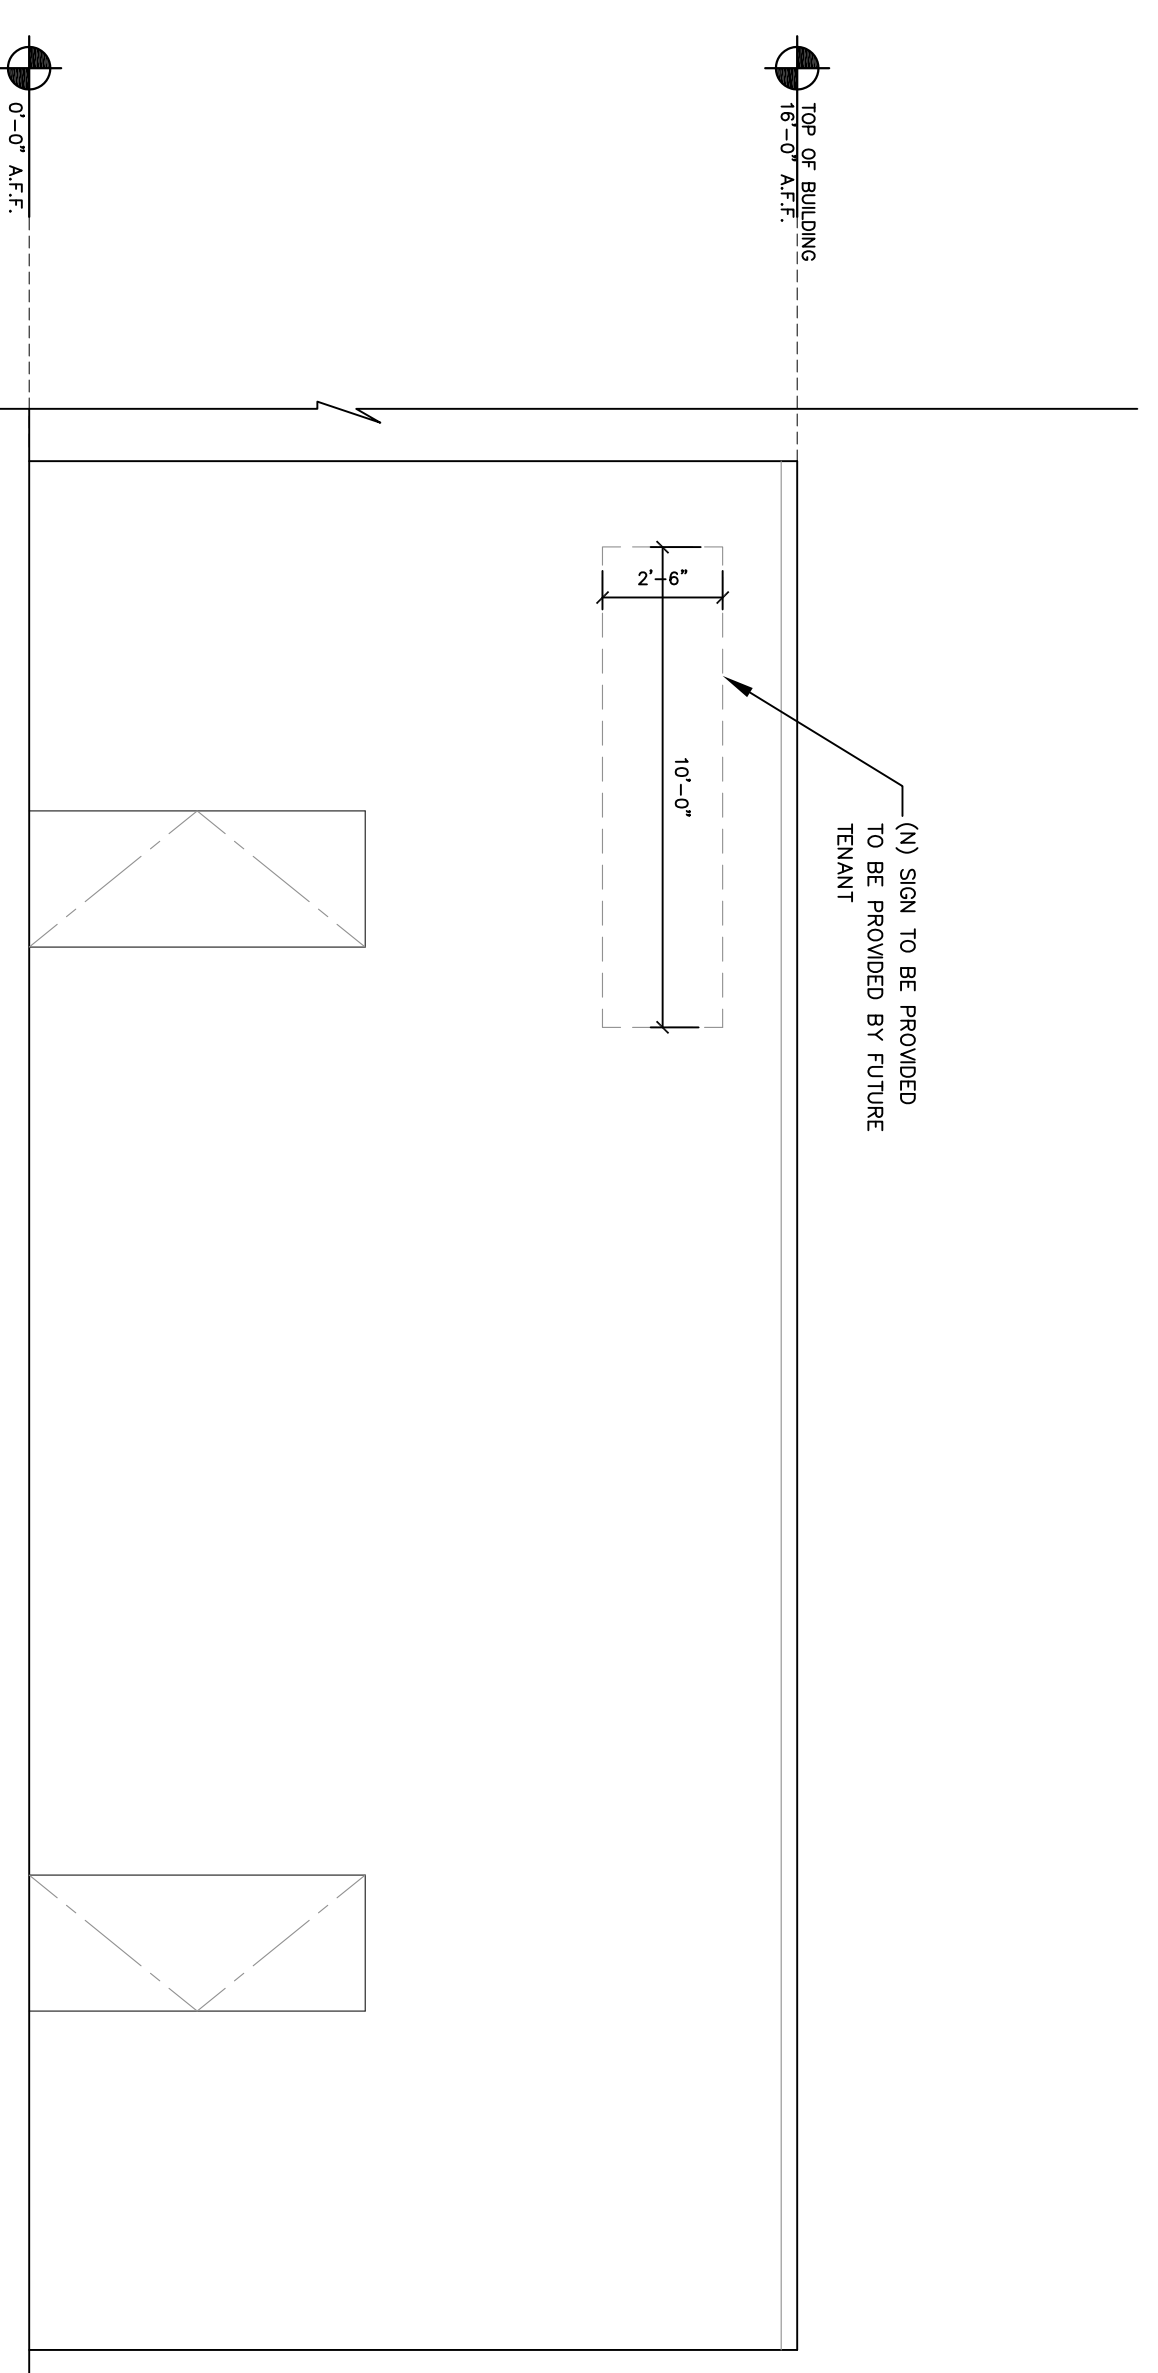 (N) SIGN TO BE PROVIDED
TO BE PROVIDED BY FUTURE
TENANT
TOP OF BUILDING
16'-0" A.F.F.
10'-0"
2'-6"
0'-0" A.F.F.